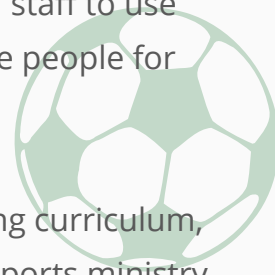 staff to use
e people for
ng curriculum,
ports ministry